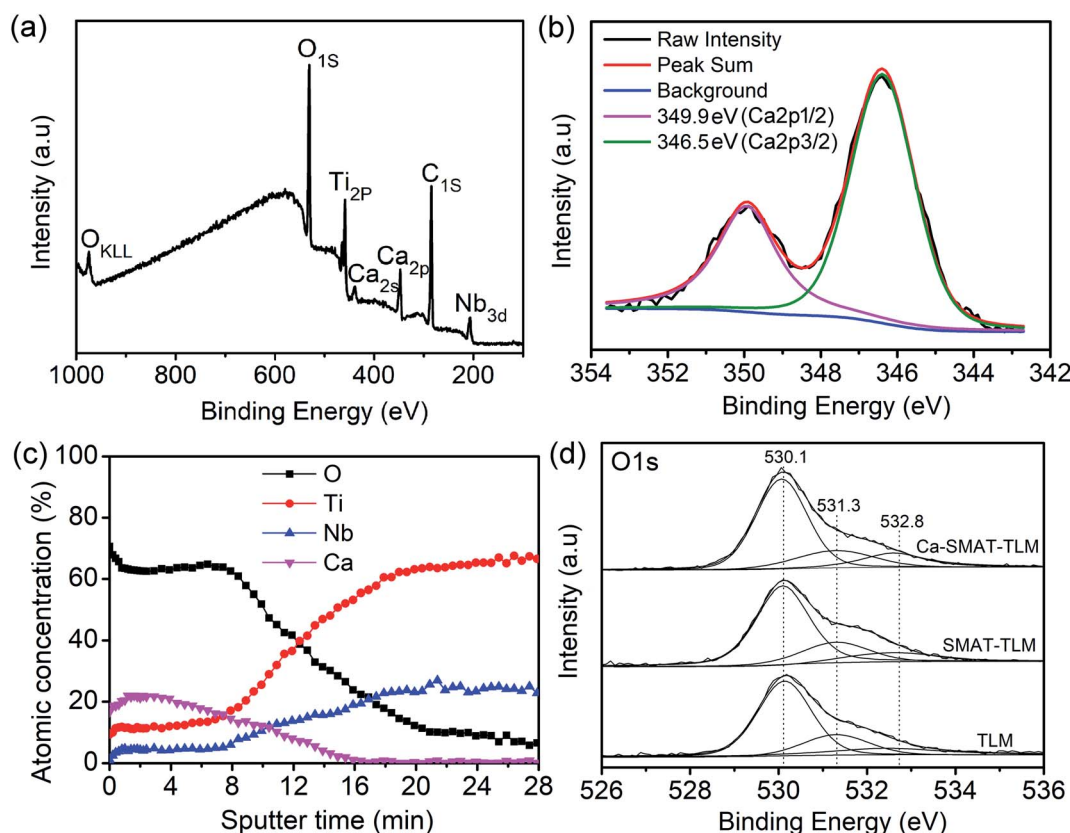 (a)
O1S
Ti2P
C1S
OKLL
Ca2s
Ca2p
Nb3d
Intensity (a.u)
1000 800 600 400 200
Binding Energy (eV)
(b)
Raw Intensity
Peak Sum
Background
349.9eV(Ca2p1/2)
346.5eV(Ca2p3/2)
Intensity (a.u)
354 352 350 348 346 344 342
Binding Energy (eV)
(c)
O
Ti
Nb
Ca
Atomic concentration (%)
100
80
60
40
20
0
0 4 8 12 16 20 24 28
Sputter time (min)
(d)
O1s
530.1
531.3
532.8
Ca-SMAT-TLM
SMAT-TLM
TLM
Intensity (a.u)
526 528 530 532 534 536
Binding Energy (eV)